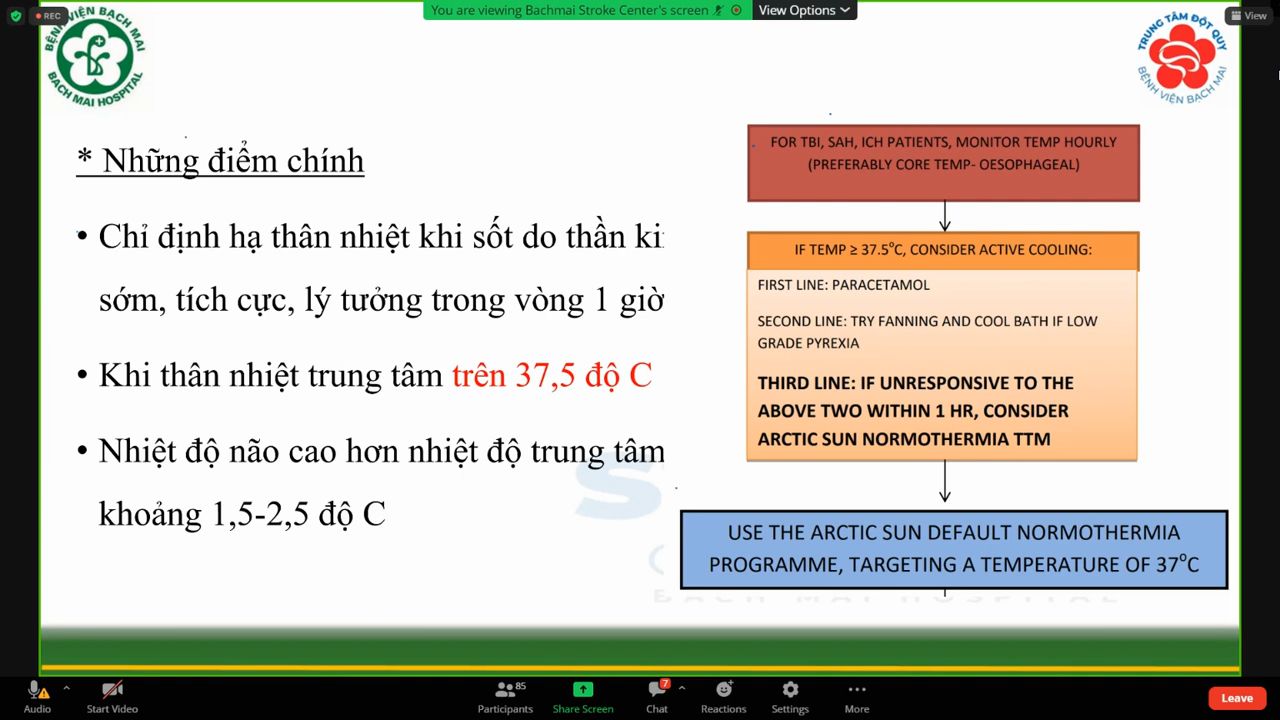 REC
You are viewing Bachmai Stroke Center's screen
View Options
View
BỆNH VIỆN BẠCH MAI
BACH MAI HOSPITAL
TRUNG TÂM ĐỘT QUỴ
BỆNH VIỆN BẠCH MAI
* Những điểm chính
• Chỉ định hạ thân nhiệt khi sốt do thần
sớm, tích cực, lý tưởng trong vòng 1 giờ
• Khi thân nhiệt trung tâm trên 37,5 độ C
• Nhiệt độ não cao hơn nhiệt độ trung tâm
khoảng 1,5-2,5 độ C
FOR TBI, SAH, ICH PATIENTS, MONITOR TEMP HOURLY
(PREFERABLY CORE TEMP- OESOPHAGEAL)
IF TEMP ≥ 37.5°C, CONSIDER ACTIVE COOLING:
FIRST LINE: PARACETAMOL
SECOND LINE: TRY FANNING AND COOL BATH IF LOW
GRADE PYREXIA
THIRD LINE: IF UNRESPONSIVE TO THE
ABOVE TWO WITHIN 1 HR, CONSIDER
ARCTIC SUN NORMOTHERMIA TTM
USE THE ARCTIC SUN DEFAULT NORMOTHERMIA
PROGRAMME, TARGETING A TEMPERATURE OF 37°C
BACH MAI HOSPITAL
Audio
Start Video
85
Participants
Share Screen
7
Chat
Reactions
Settings
More
Leave